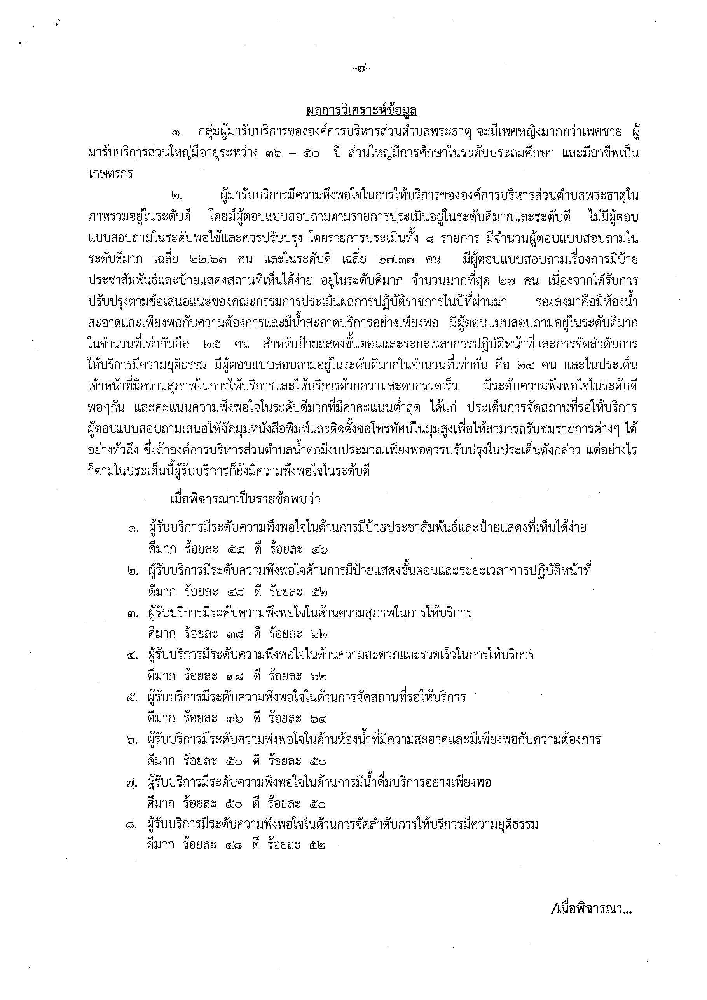 -๗-
ผลการวิเคราะห์ข้อมูล
๑. กลุ่มผู้มารับบริการขององค์การบริหารส่วนตำบลพระธาตุ จะมีเพศหญิงมากกว่าเพศชาย ผู้
มารับบริการส่วนใหญ่มีอายุระหว่าง ๓๖ – ๕๐ ปี ส่วนใหญ่มีการศึกษาในระดับประถมศึกษา และมีอาชีพเป็น
เกษตรกร
๒. ผู้มารับบริการมีความพึงพอใจในการให้บริการขององค์การบริหารส่วนตำบลพระธาตุใน
ภาพรวมอยู่ในระดับดี โดยมีผู้ตอบแบบสอบถามตามรายการประเมินอยู่ในระดับดีมากและระดับดี ไม่มีผู้ตอบ
แบบสอบถามในระดับพอใช้และควรปรับปรุง โดยรายการประเมินทั้ง ๘ รายการ มีจำนวนผู้ตอบแบบสอบถามใน
ระดับดีมาก เฉลี่ย ๒๒.๖๓ คน และในระดับดี เฉลี่ย ๒๗.๓๗ คน มีผู้ตอบแบบสอบถามเรื่องการมีป้าย
ประชาสัมพันธ์และป้ายแสดงสถานที่เห็นได้ง่าย อยู่ในระดับดีมาก จำนวนมากที่สุด ๒๗ คน เนื่องจากได้รับการ
ปรับปรุงตามข้อเสนอแนะของคณะกรรมการประเมินผลการปฏิบัติราชการในปีที่ผ่านมา รองลงมาคือมีห้องน้ำ
สะอาดและเพียงพอกับความต้องการและมีน้ำสะอาดบริการอย่างเพียงพอ มีผู้ตอบแบบสอบถามอยู่ในระดับดีมาก
ในจำนวนที่เท่ากันคือ ๒๕ คน สำหรับป้ายแสดงขั้นตอนและระยะเวลาการปฏิบัติหน้าที่และการจัดลำดับการ
ให้บริการมีความยุติธรรม มีผู้ตอบแบบสอบถามอยู่ในระดับดีมากในจำนวนที่เท่ากัน คือ ๒๔ คน และในประเด็น
เจ้าหน้าที่มีความสุภาพในการให้บริการและให้บริการด้วยความสะดวกรวดเร็ว มีระดับความพึงพอใจในระดับดี
พอๆกัน และคะแนนความพึงพอใจในระดับดีมากที่มีค่าคะแนนต่ำสุด ได้แก่ ประเด็นการจัดสถานที่รอให้บริการ
ผู้ตอบแบบสอบถามเสนอให้จัดมุมหนังสือพิมพ์และติดตั้งจอโทรทัศน์ในมุมสูงเพื่อให้สามารถรับชมรายการต่างๆ ได้
อย่างทั่วถึง ซึ่งถ้าองค์การบริหารส่วนตำบลน้ำตกมีงบประมาณเพียงพอควรปรับปรุงในประเด็นดังกล่าว แต่อย่างไร
ก็ตามในประเด็นนี้ผู้รับบริการก็ยังมีความพึงพอใจในระดับดี
เมื่อพิจารณาเป็นรายข้อพบว่า
๑. ผู้รับบริการมีระดับความพึงพอใจในด้านการมีป้ายประชาสัมพันธ์และป้ายแสดงที่เห็นได้ง่าย
ดีมาก ร้อยละ ๕๔ ดี ร้อยละ ๔๖
๒. ผู้รับบริการมีระดับความพึงพอใจด้านการมีป้ายแสดงขั้นตอนและระยะเวลาการปฏิบัติหน้าที่
ดีมาก ร้อยละ ๔๘ ดี ร้อยละ ๕๒
๓. ผู้รับบริการมีระดับความพึงพอใจในด้านความสุภาพในการให้บริการ
ดีมาก ร้อยละ ๓๘ ดี ร้อยละ ๖๒
๔. ผู้รับบริการมีระดับความพึงพอใจในด้านความสะดวกและรวดเร็วในการให้บริการ
ดีมาก ร้อยละ ๓๘ ดี ร้อยละ ๖๒
๕. ผู้รับบริการมีระดับความพึงพอใจในด้านการจัดสถานที่รอให้บริการ
ดีมาก ร้อยละ ๓๖ ดี ร้อยละ ๖๔
๖. ผู้รับบริการมีระดับความพึงพอใจในด้านห้องน้ำที่มีความสะอาดและมีเพียงพอกับความต้องการ
ดีมาก ร้อยละ ๕๐ ดี ร้อยละ ๕๐
๗. ผู้รับบริการมีระดับความพึงพอใจในด้านการมีน้ำดื่มบริการอย่างเพียงพอ
ดีมาก ร้อยละ ๕๐ ดี ร้อยละ ๕๐
๘. ผู้รับบริการมีระดับความพึงพอใจในด้านการจัดลำดับการให้บริการมีความยุติธรรม
ดีมาก ร้อยละ ๔๘ ดี ร้อยละ ๕๒
/เมื่อพิจารณา...